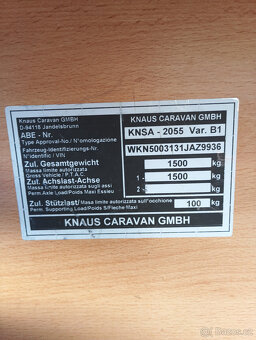 Knaus Caravan GMBH
D-94118 Jandelsbrunn
KNAUS CARAVAN GMBH
ABE - Nr.
Type Approval-No./ N°omologazione
KNSA - 2055 Var. B1
Fahrzeug-Identifizierungs-Nr.
N°identific / VIN
WKN5003131JAZ9936
Zul. Gesamtgewicht
Massa limite autorizzata
Gross Vehicle P.T.A.C.
1500 kg
Zul. Achslast-Achse
Massa limite autorizzata sugli assi
Perm. Axle Load/Poids Maxi Essieu
1 - 1500 kg
2 - kg
Zul. Stützlast/ Massa limite autorizzata sull'occhione
Perm. Supporting Load/Poids S/Fleche Maxi
100 kg
KNAUS CARAVAN GMBH